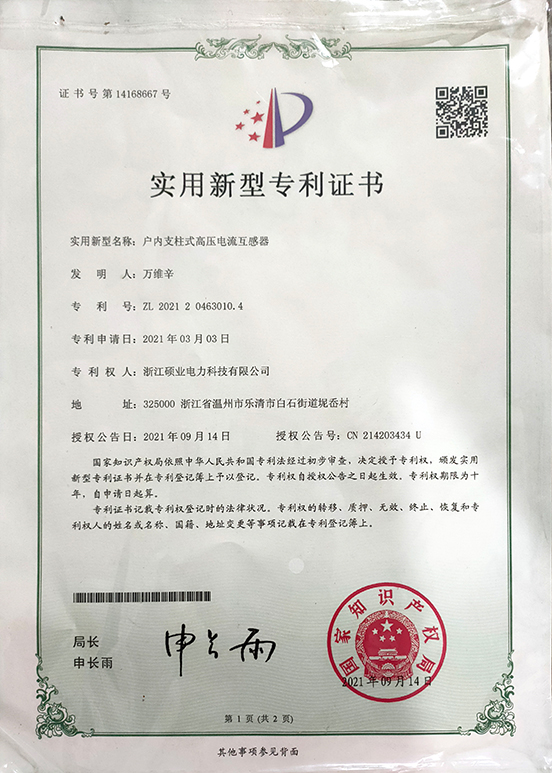 证书号第14168667号
实用新型专利证书
实用新型名称：户内支柱式高压电流互感器
发明人：万维辛
专利号：ZL 2021 2 0463010.4
专利申请日：2021年03月03日
专利权人：浙江硕业电力科技有限公司
地址：325000 浙江省温州市乐清市白石街道坭岙村
授权公告日：2021年09月14日 授权公告号：CN 214203434 U
国家知识产权局依照中华人民共和国专利法经过初步审查，决定授予专利权，颁发实用
新型专利证书并在专利登记簿上予以登记。专利权自授权公告之日起生效。专利权期限为十
年，自申请日起算。
专利证书记载专利权登记时的法律状况。专利权的转移、质押、无效、终止、恢复和专
利权人的姓名或名称、国籍、地址变更等事项记载在专利登记簿上。
局长
申长雨
申长雨
国家知识产权局
2021年09月14日
第1页(共2页)
其他事项参见背面